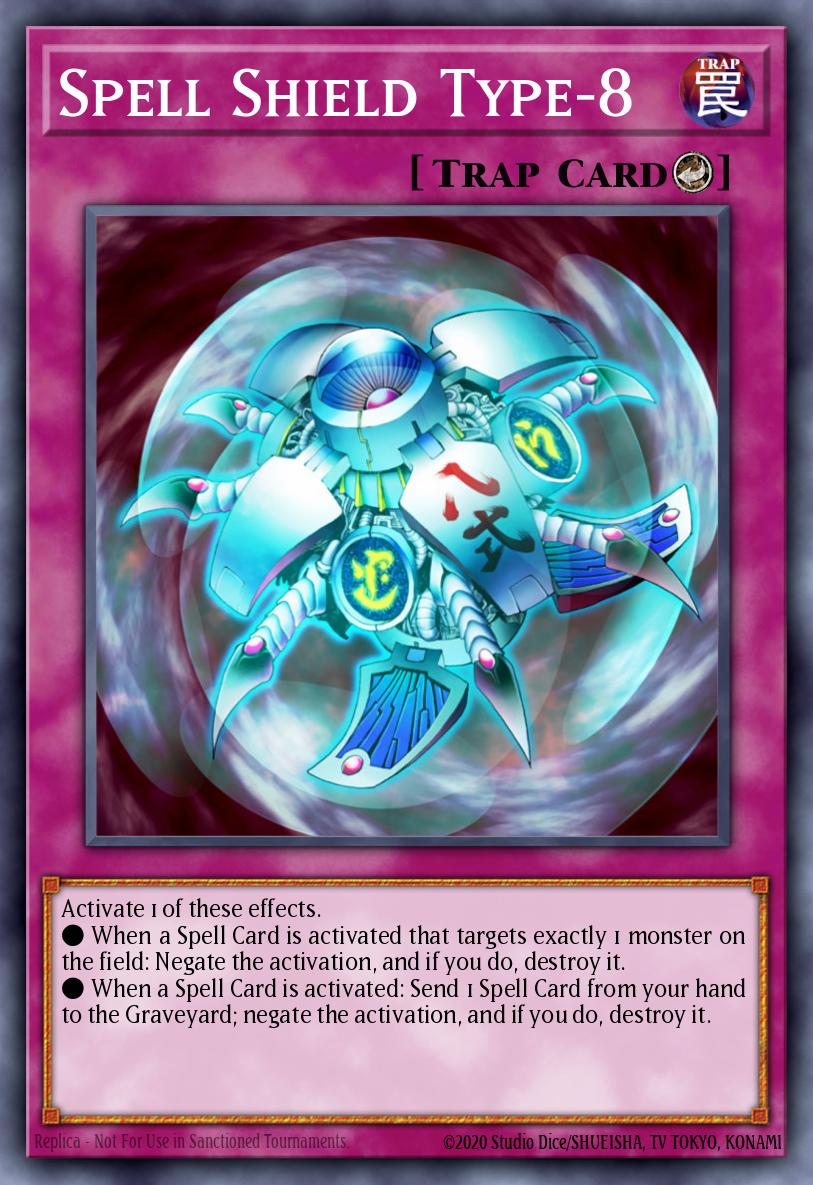 SPELL SHIELD TYPE-8
TRAP
罠
[TRAP CARD]
Activate 1 of these effects.
● When a Spell Card is activated that targets exactly 1 monster on
the field: Negate the activation, and if you do, destroy it.
● When a Spell Card is activated: Send 1 Spell Card from your hand
to the Graveyard; negate the activation, and if you do, destroy it.
Replica - Not For Use in Sanctioned Tournaments.
©2020 Studio Dice/SHUEISHA, TV TOKYO, KONAMI